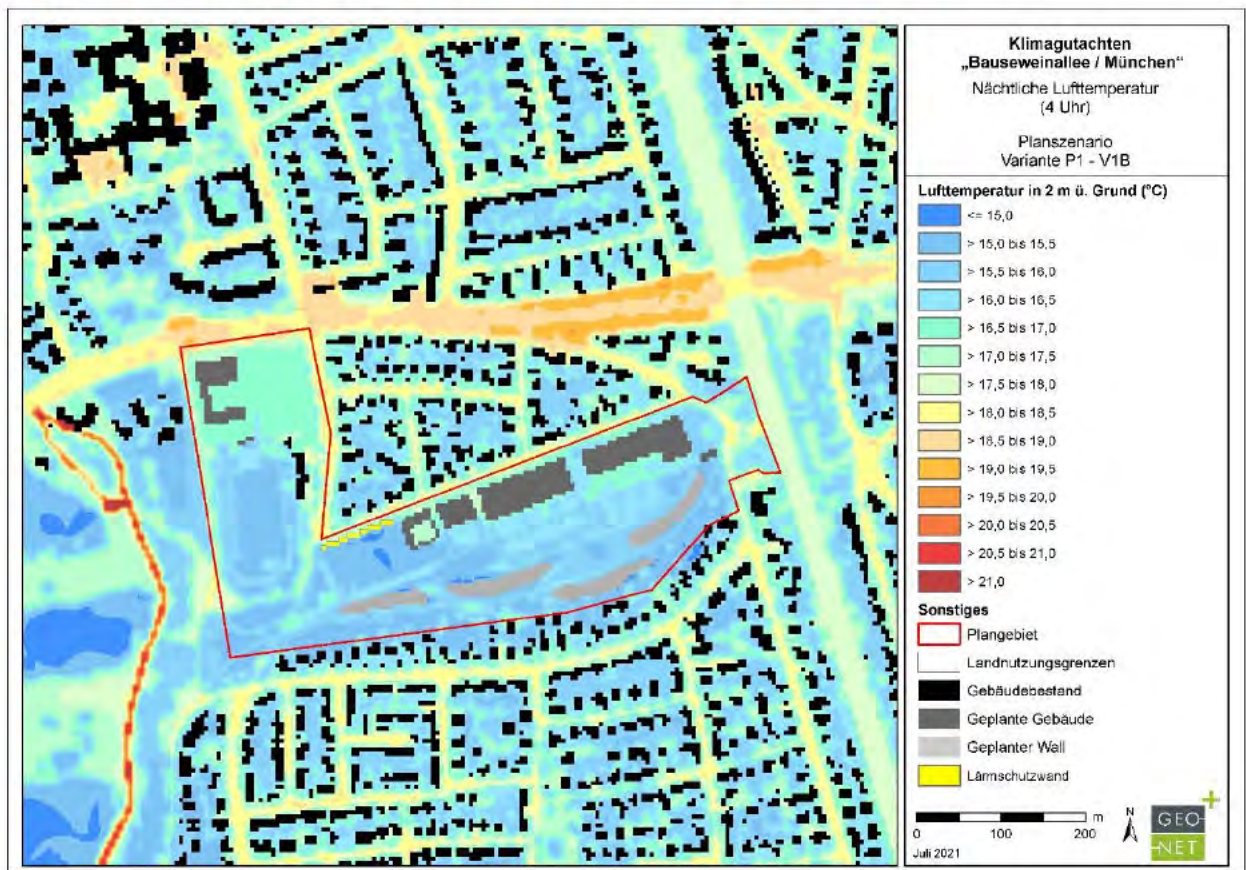 Klimagutachten
„Bauseweinallee / München“
Nächtliche Lufttemperatur
(4 Uhr)
Planszenario
Variante P1 - V1B
Lufttemperatur in 2 m ü. Grund (°C)
<= 15,0
> 15,0 bis 15,5
> 15,5 bis 16,0
> 16,0 bis 16,5
> 16,5 bis 17,0
> 17,0 bis 17,5
> 17,5 bis 18,0
> 18,0 bis 18,5
> 18,5 bis 19,0
> 19,0 bis 19,5
> 19,5 bis 20,0
> 20,0 bis 20,5
> 20,5 bis 21,0
> 21,0
Sonstiges
Plangebiet
Landnutzungsgrenzen
Gebäudebestand
Geplante Gebäude
Geplanter Wall
Lärmschutzwand
m
0 100 200
N
Juli 2021
GEO
NET